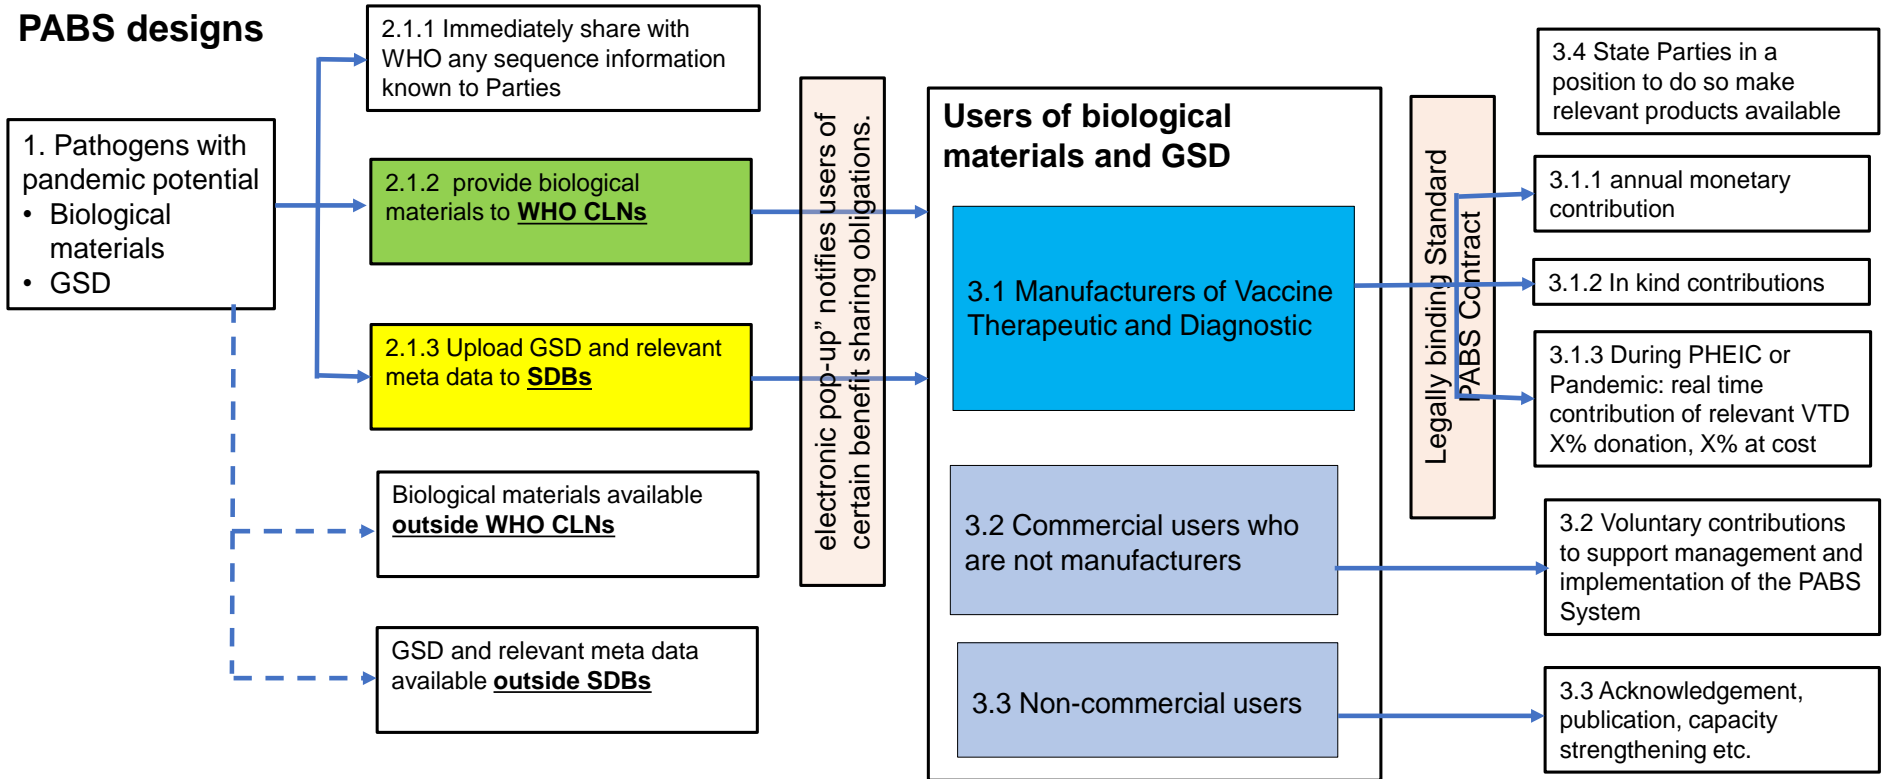 PABS designs
1. Pathogens with
pandemic potential
• Biological
materials
• GSD
2.1.1 Immediately share with
WHO any sequence information
known to Parties
2.1.2 provide biological
materials to WHO CLNs
2.1.3 Upload GSD and relevant
meta data to SDBs
Biological materials available
outside WHO CLNs
GSD and relevant meta data
available outside SDBs
electronic pop-up” notifies users of
certain benefit sharing obligations.
Users of biological
materials and GSD
3.1 Manufacturers of Vaccine
Therapeutic and Diagnostic
3.2 Commercial users who
are not manufacturers
3.3 Non-commercial users
Legally binding Standard
PABS Contract
3.4 State Parties in a
position to do so make
relevant products available
3.1.1 annual monetary
contribution
3.1.2 In kind contributions
3.1.3 During PHEIC or
Pandemic: real time
contribution of relevant VTD
X% donation, X% at cost
3.2 Voluntary contributions
to support management and
implementation of the PABS
System
3.3 Acknowledgement,
publication, capacity
strengthening etc.